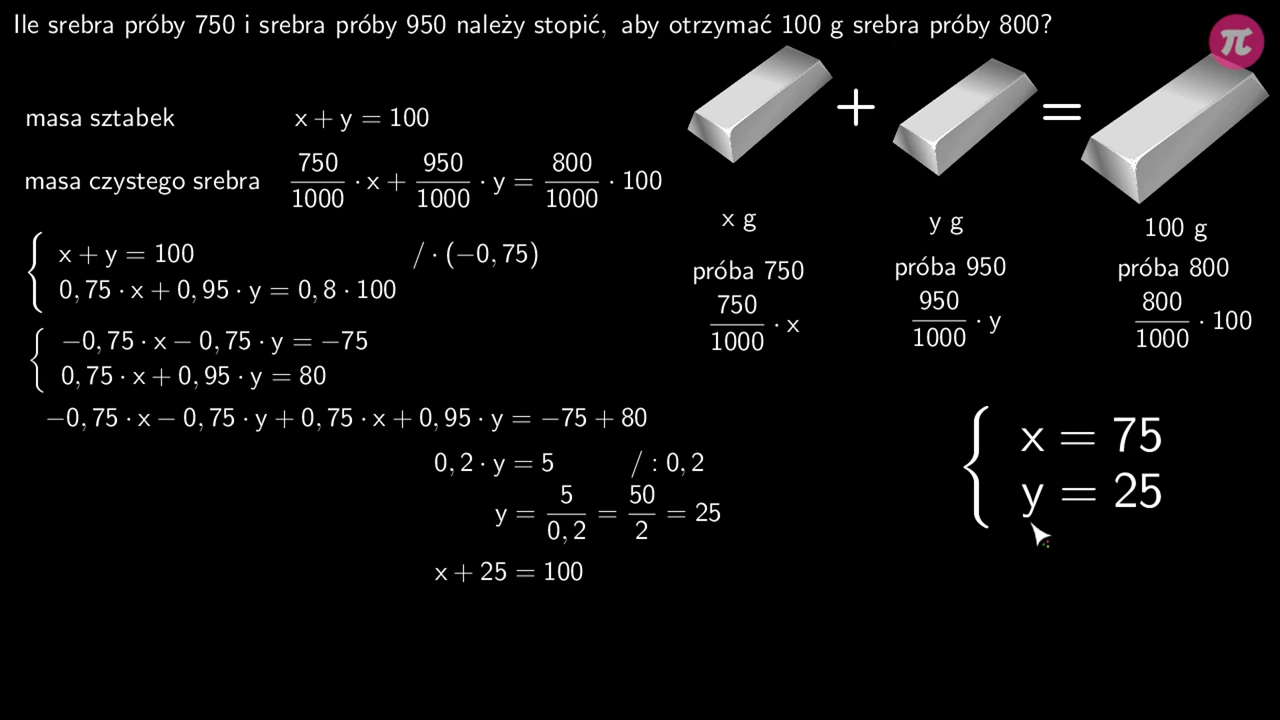 Ile srebra próby 750 i srebra próby 950 należy stopić, aby otrzymać 100 g srebra próby 800?
π
masa sztabek x + y = 100
+ =
masa czystego srebra 750/1000 · x + 950/1000 · y = 800/1000 · 100
x g
y g
100 g
próba 750
próba 950
próba 800
750/1000 · x
950/1000 · y
800/1000 · 100
x + y = 100 / · (−0, 75)
0, 75 · x + 0, 95 · y = 0, 8 · 100
−0, 75 · x − 0, 75 · y = −75
0, 75 · x + 0, 95 · y = 80
−0, 75 · x − 0, 75 · y + 0, 75 · x + 0, 95 · y = −75 + 80
0, 2 · y = 5 / : 0, 2
y = 5/0, 2 = 50/2 = 25
x + 25 = 100
x = 75
y = 25